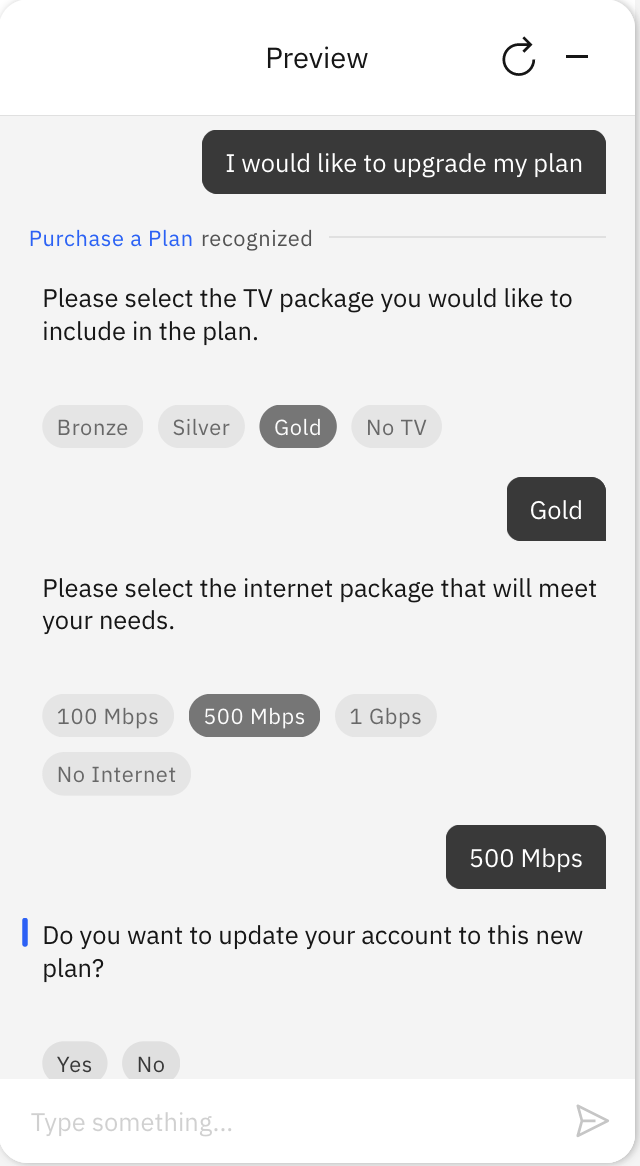 Preview
I would like to upgrade my plan
Purchase a Plan recognized
Please select the TV package you would like to
include in the plan.
Bronze Silver Gold No TV
Gold
Please select the internet package that will meet
your needs.
100 Mbps 500 Mbps 1 Gbps
No Internet
500 Mbps
Do you want to update your account to this new
plan?
Yes No
Type something...